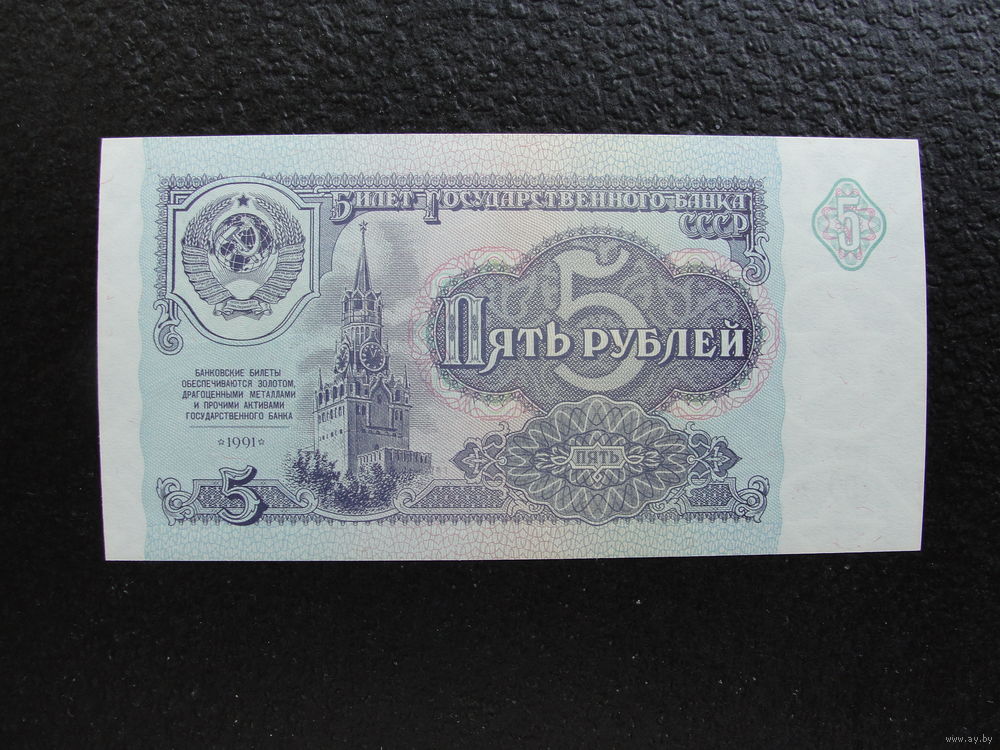 Билет Государственного банка
СССР
5
5
Пять рублей
БАНКОВСКИЕ БИЛЕТЫ
ОБЕСПЕЧИВАЮТСЯ ЗОЛОТОМ,
ДРАГОЦЕННЫМИ МЕТАЛЛАМИ
И ПРОЧИМИ АКТИВАМИ
ГОСУДАРСТВЕННОГО БАНКА
1991
ПЯТЬ
5
www.ay.by